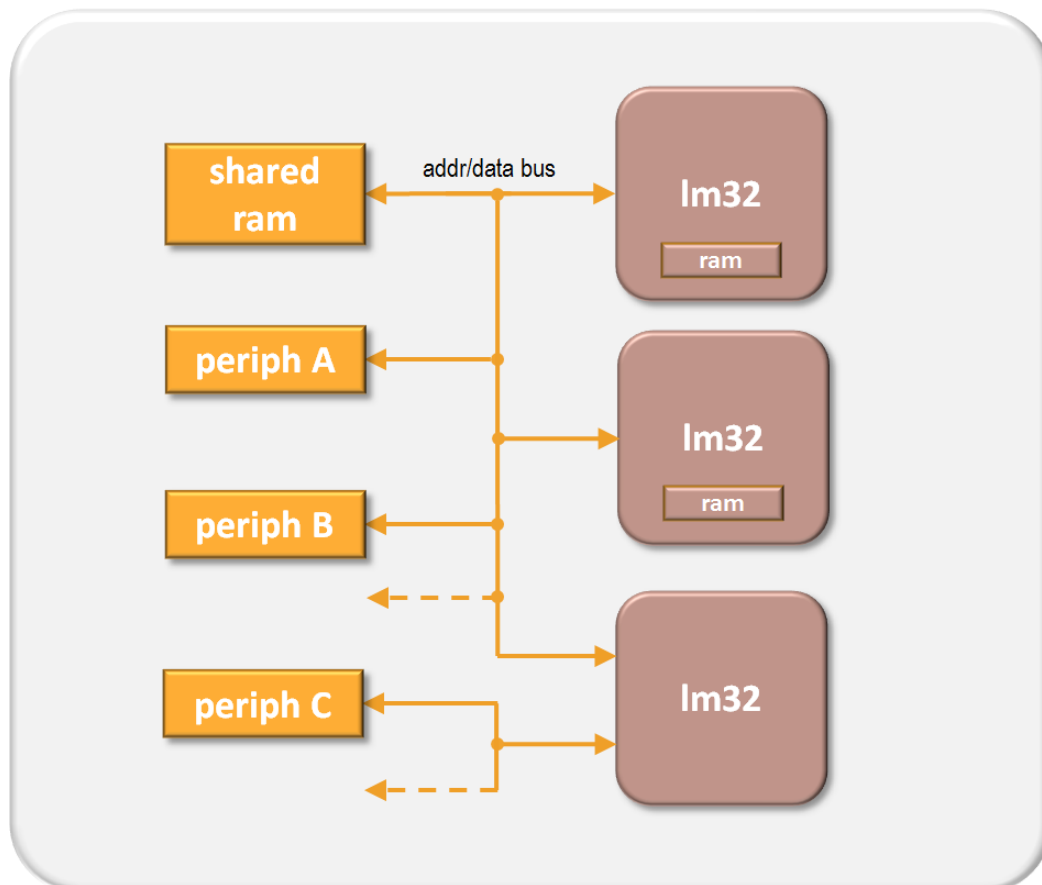 shared
ram
addr/data bus
lm32
ram
periph A
lm32
ram
periph B
lm32
periph C